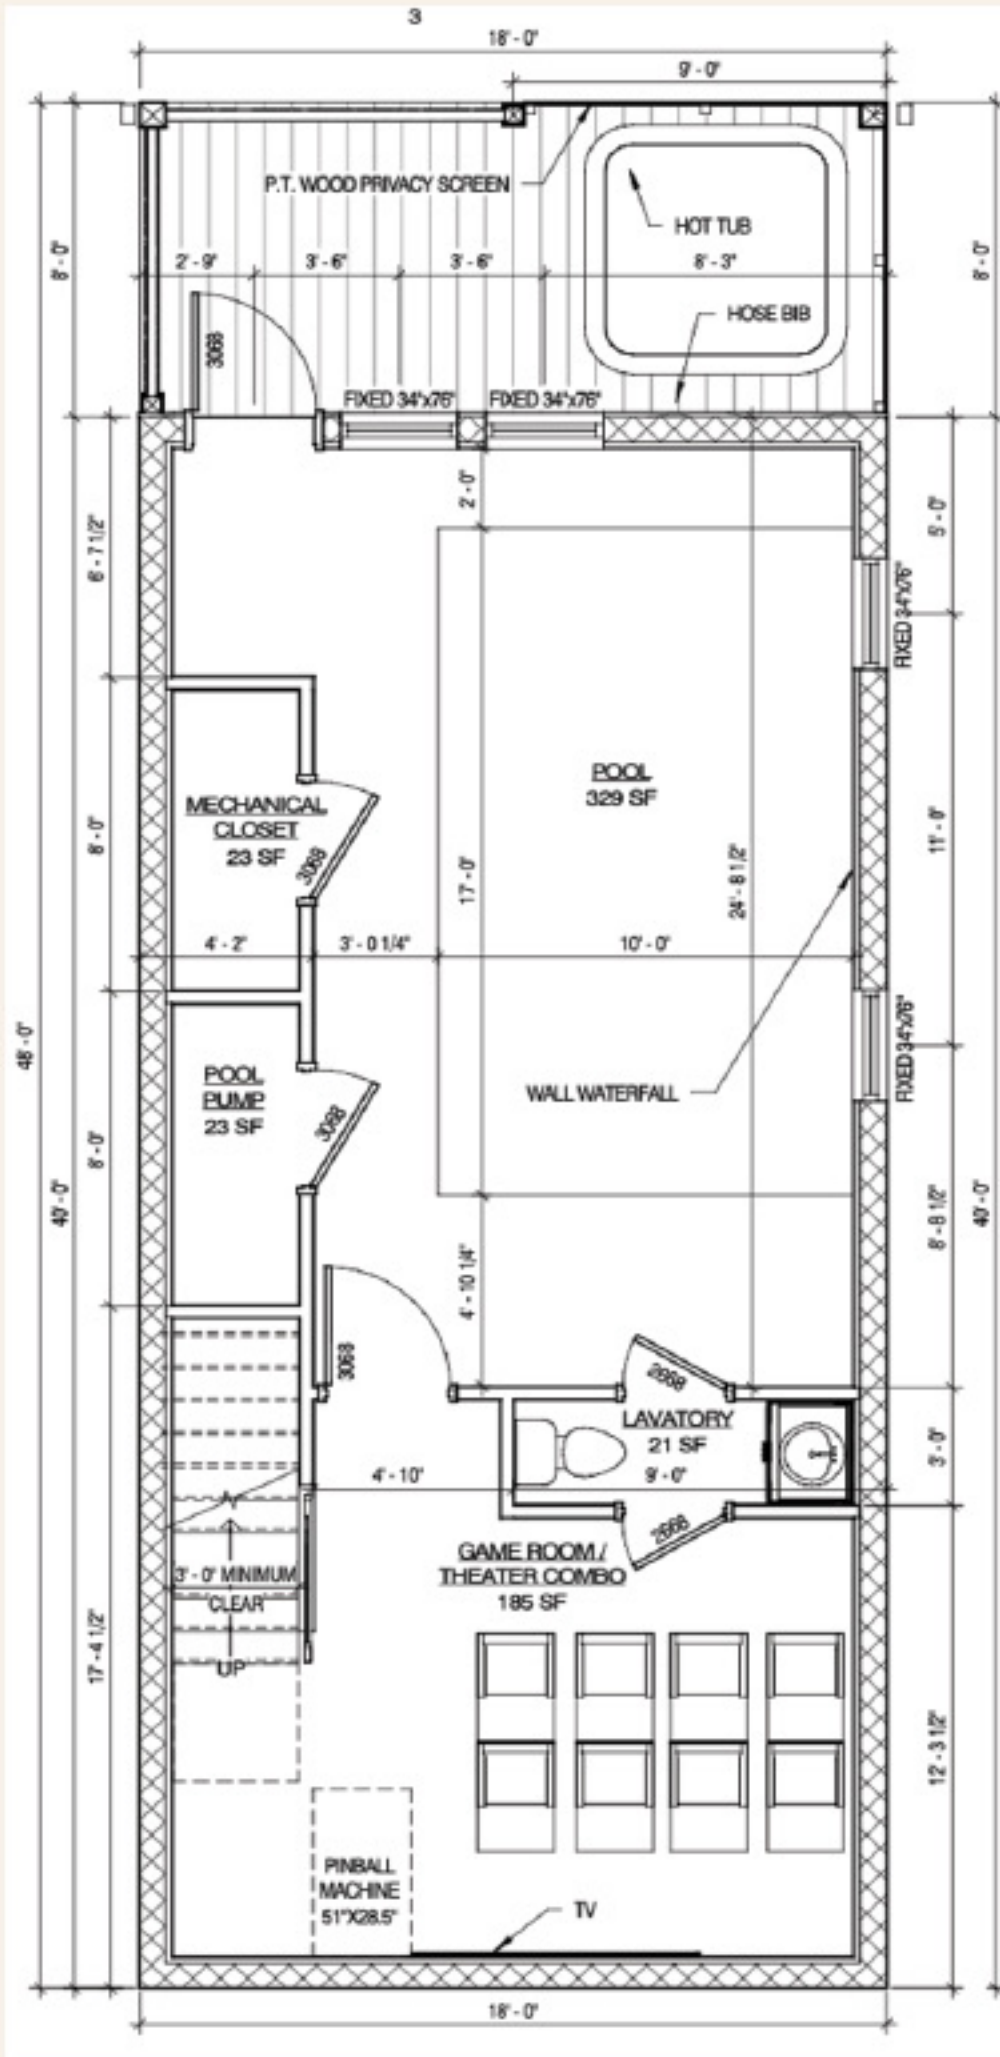 3
18' - 0"
9' - 0"
P.T. WOOD PRIVACY SCREEN
HOT TUB
8' - 0"
8' - 0"
2' - 9"
3' - 6"
3' - 6"
8' - 3"
HOSE BIB
3068
FIXED 34"x76"
FIXED 34"x76"
2' - 0"
5' - 0"
6' - 7 1/2"
FIXED 34"x76"
POOL
329 SF
MECHANICAL
CLOSET
23 SF
3068
8' - 0"
17' - 0"
24' - 8 1/2"
11' - 9"
4' - 2"
3' - 0 1/4"
10' - 0"
48' - 0"
FIXED 34"x76"
POOL
PUMP
23 SF
3068
WALL WATERFALL
8' - 0"
40' - 0"
40' - 0"
8' - 8 1/2"
4' - 10 1/4"
3068
2668
LAVATORY
21 SF
9' - 0"
4' - 10"
3' - 0"
2668
GAME ROOM /
THEATER COMBO
185 SF
3' - 0" MINIMUM
CLEAR
UP
17' - 4 1/2"
12' - 3 1/2"
PINBALL
MACHINE
51"X28.5"
TV
18' - 0"